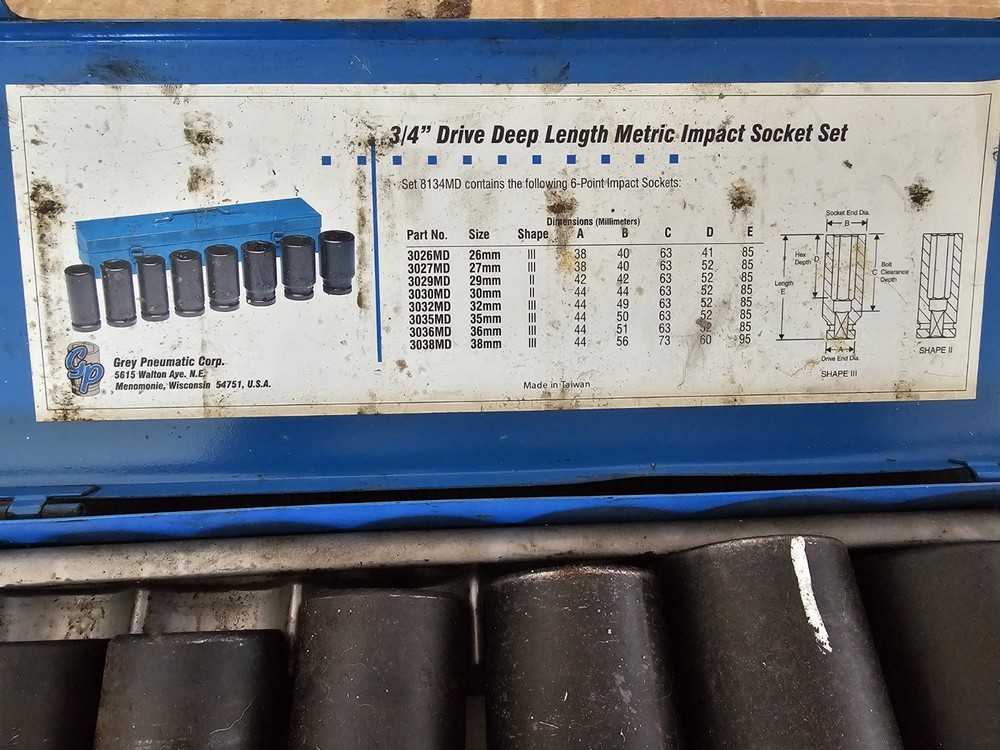 3/4” Drive Deep Length Metric Impact Socket Set
Set 8134MD contains the following 6-Point Impact Sockets:
Dimensions (Millimeters)
Part No. Size Shape A B C D E
3026MD 26mm III 38 40 63 41 85
3027MD 27mm III 38 40 63 52 85
3029MD 29mm II 42 42 63 52 85
3030MD 30mm II 44 44 63 52 85
3032MD 32mm III 44 49 63 52 85
3035MD 35mm III 44 50 63 52 85
3036MD 36mm III 44 51 63 52 85
3038MD 38mm III 44 56 73 60 95
Made in Taiwan
GP
Grey Pneumatic Corp.
5615 Walton Aye. N.E.
Menomonie, Wisconsin 54751, U.S.A.
Socket End Dia.
B
Hex
Depth
D
Length
E
C
Bolt
Clearance
Depth
A
Drive End Dia.
SHAPE III
SHAPE II